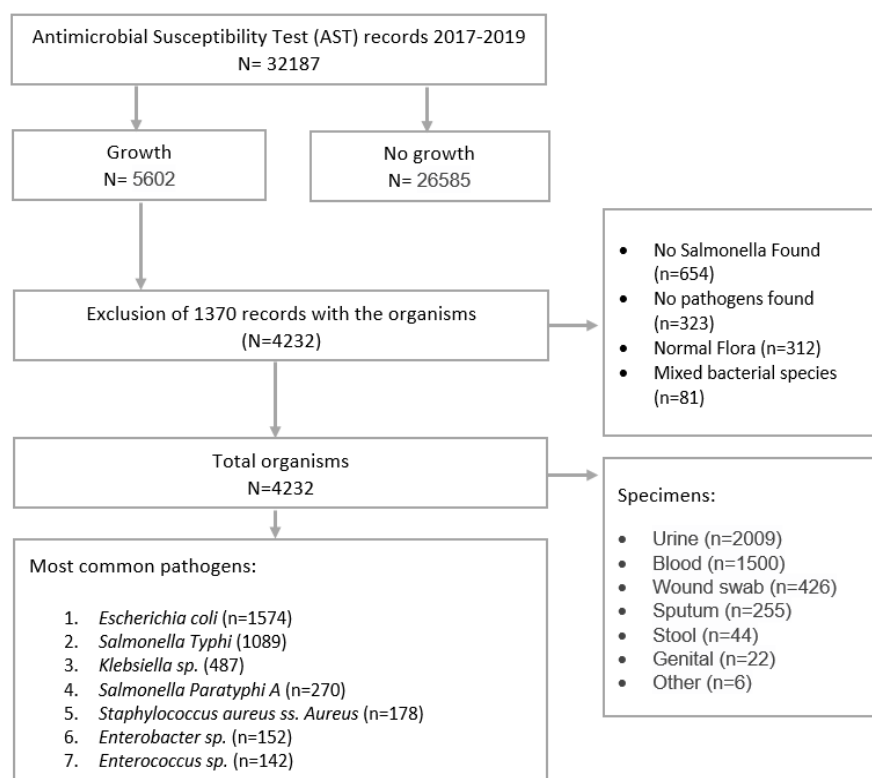 Antimicrobial Susceptibility Test (AST) records 2017-2019
N= 32187
Growth
N= 5602
No growth
N= 26585
Exclusion of 1370 records with the organisms
(N=4232)
• No Salmonella Found
(n=654)
• No pathogens found
(n=323)
• Normal Flora (n=312)
• Mixed bacterial species
(n=81)
Total organisms
N=4232
Specimens:
• Urine (n=2009)
• Blood (n=1500)
• Wound swab (n=426)
• Sputum (n=255)
• Stool (n=44)
• Genital (n=22)
• Other (n=6)
Most common pathogens:
1. Escherichia coli (n=1574)
2. Salmonella Typhi (1089)
3. Klebsiella sp. (487)
4. Salmonella Paratyphi A (n=270)
5. Staphylococcus aureus ss. Aureus (n=178)
6. Enterobacter sp. (n=152)
7. Enterococcus sp. (n=142)